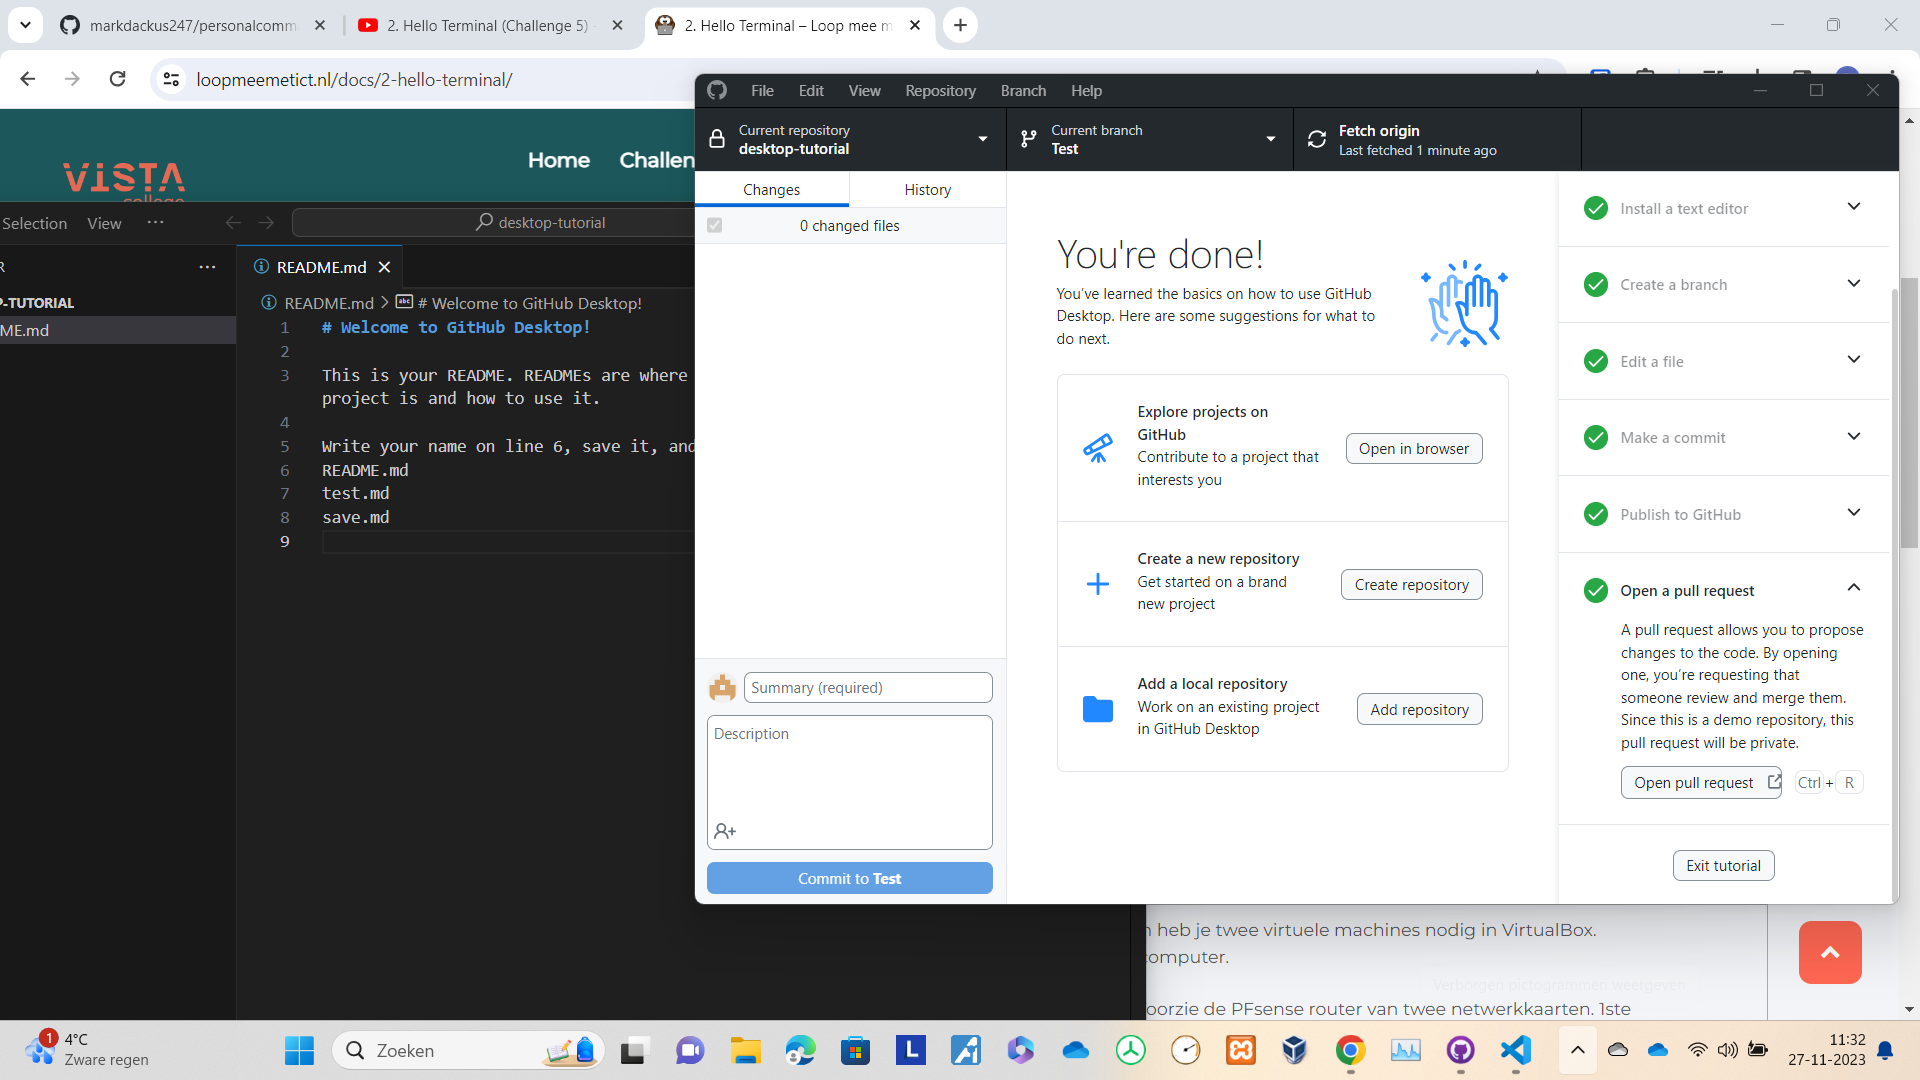 markdackus247/personalcomm
2. Hello Terminal (Challenge 5)
2. Hello Terminal – Loop mee m
loopmeemetict.nl/docs/2-hello-terminal/
VISTA
college
Home
Challen
Selection
View
desktop-tutorial
R
README.md
P-TUTORIAL
ME.md
README.md > # Welcome to GitHub Desktop!
1 # Welcome to GitHub Desktop!
2
3 This is your README. READMEs are where
project is and how to use it.
4
5 Write your name on line 6, save it, and
6 README.md
7 test.md
8 save.md
9
File Edit View Repository Branch Help
Current repository
desktop-tutorial
Current branch
Test
Fetch origin
Last fetched 1 minute ago
Changes
History
0 changed files
Summary (required)
Description
Commit to Test
You're done!
You've learned the basics on how to use GitHub
Desktop. Here are some suggestions for what to
do next.
Explore projects on
GitHub
Contribute to a project that
interests you
Open in browser
Create a new repository
Get started on a brand
new project
Create repository
Add a local repository
Work on an existing project
in GitHub Desktop
Add repository
Install a text editor
Create a branch
Edit a file
Make a commit
Publish to GitHub
Open a pull request
A pull request allows you to propose
changes to the code. By opening
one, you're requesting that
someone review and merge them.
Since this is a demo repository, this
pull request will be private.
Open pull request
Ctrl + R
Exit tutorial
n heb je twee virtuele machines nodig in VirtualBox.
computer.
Verborgen pictogrammen weergeven
oorzie de PFsense router van twee netwerkkaarten. 1ste
1
4°C
Zware regen
Zoeken
L
11:32
27-11-2023